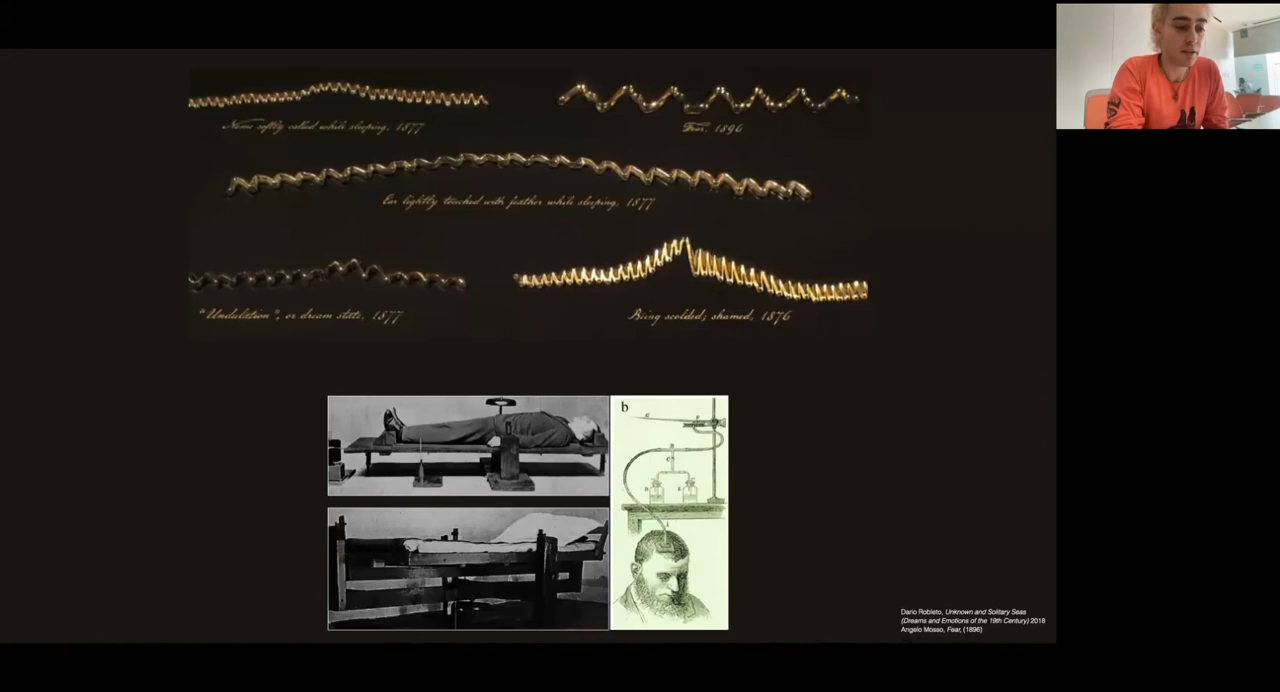 Name softly called while sleeping, 1877
Fear, 1896
Ear lightly touched with feather while sleeping, 1877
"Undulation", or dream state, 1877
Being scolded; shamed, 1876
b
Dario Robleto, Unknown and Solitary Seas
(Dreams and Emotions of the 19th Century) 2018
Angelo Mosso, Fear, (1896)